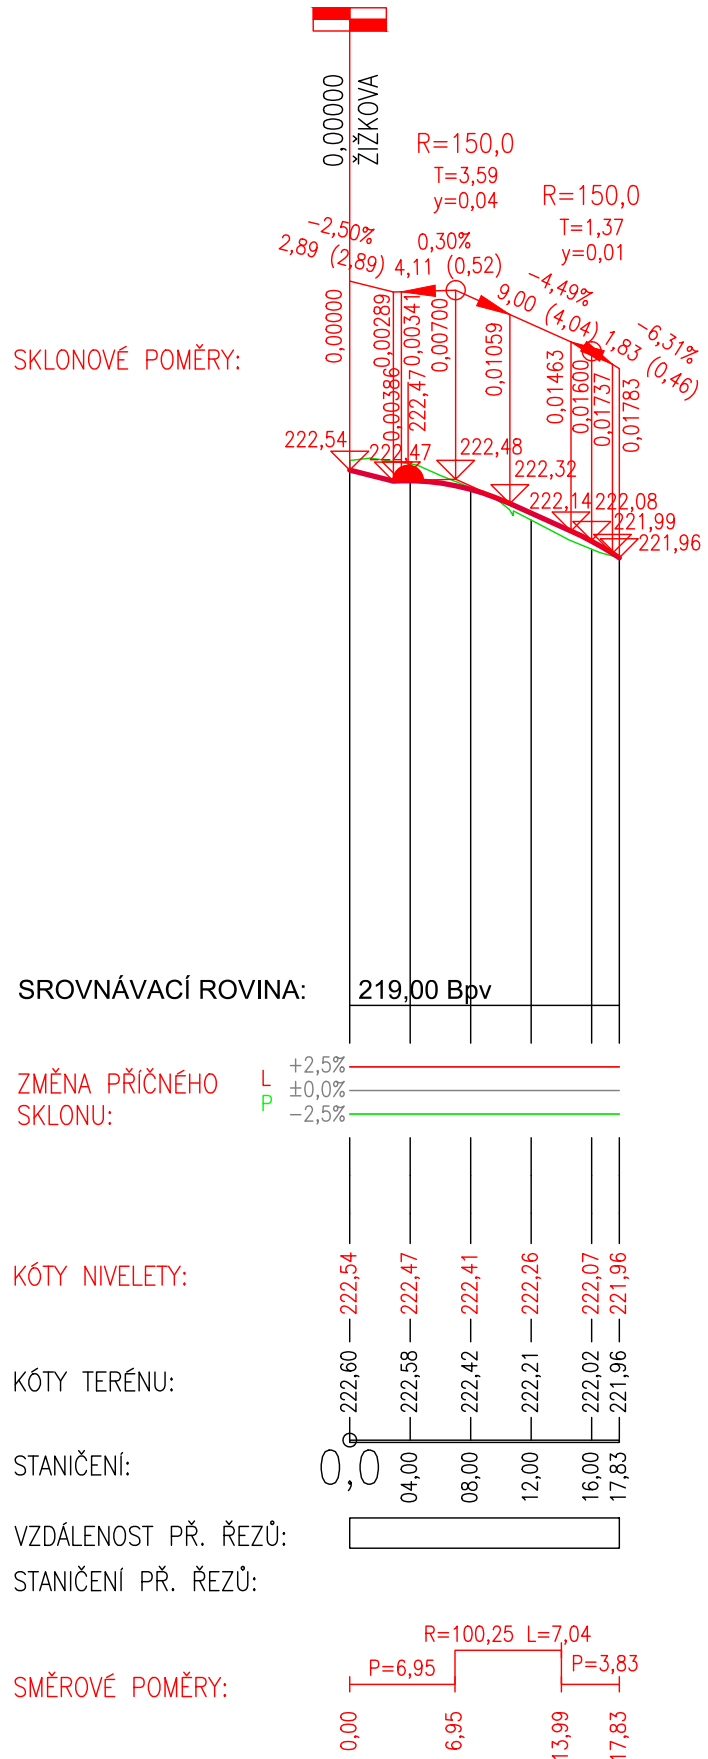 0,00000
ŽIŽKOVA
R=150,0
T=3,59
y=0,04
R=150,0
T=1,37
y=0,01
-2,50%
2,89 (2,89)
0,30%
4,11 (0,52)
-4,49%
9,00 (4,04)
-6,31%
1,83 (0,46)
SKLONOVÉ POMĚRY:
0,00000
0,00289
0,00386
0,00341
222,47
0,00700
0,01059
0,01463
0,01600
0,01737
0,01783
222,54
222,47
222,48
222,32
222,14
222,08
221,99
221,96
SROVNÁVACÍ ROVINA: 219,00 Bpv
ZMĚNA PŘÍČNÉHO
SKLONU:
L
P
+2,5%
±0,0%
-2,5%
KÓTY NIVELETY: 222,54 222,47 222,41 222,26 222,07 221,96
KÓTY TERÉNU: 222,60 222,58 222,42 222,21 222,02 221,96
STANIČENÍ: 0,0 04,00 08,00 12,00 16,00 17,83
VZDÁLENOST PŘ. ŘEZŮ:
STANIČENÍ PŘ. ŘEZŮ:
SMĚROVÉ POMĚRY:
P=6,95
R=100,25 L=7,04
P=3,83
0,00 6,95 13,99 17,83